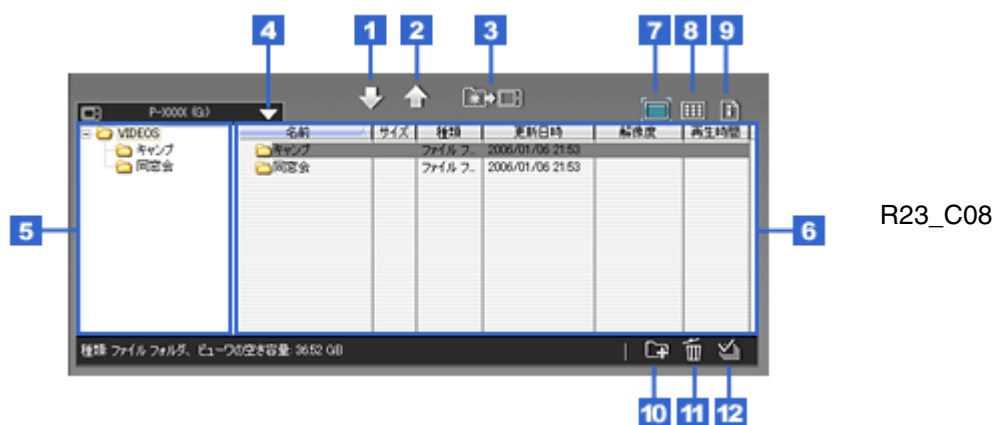 4 1 2 3 7 8 9
P-XXXX (G:)
VIDEOS
キャンプ
同窓会
名前 サイズ 種類 更新日時 解像度 再生時間
キャンプ ファイル フ... 2006/01/06 21:53
同窓会 ファイル フ... 2006/01/06 21:53
5
6
R23_C08
種類: ファイル フォルダ、ビューワの空き容量: 36.52 GB
10 11 12